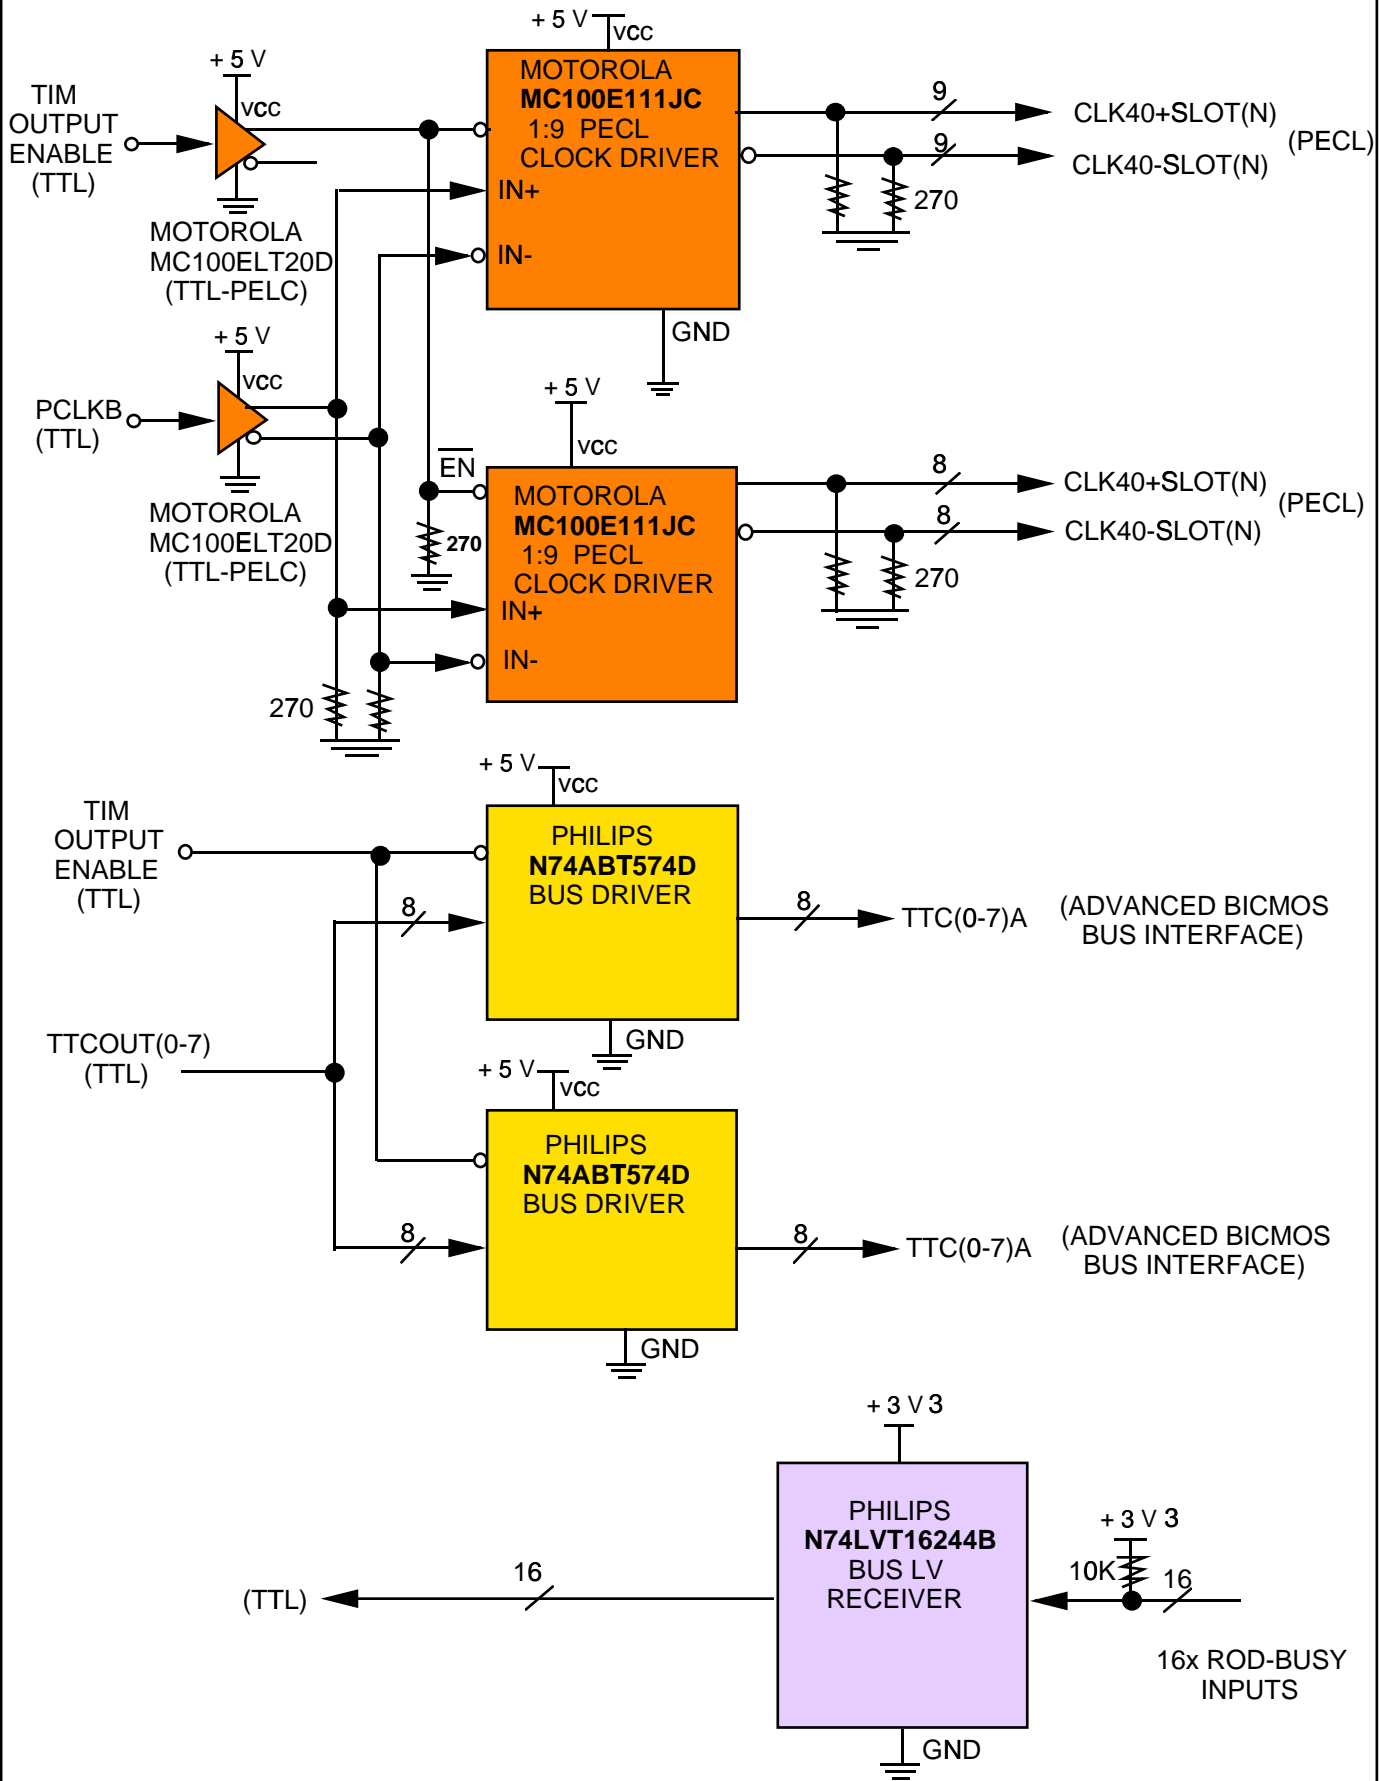 + 5 V
vcc
MOTOROLA
MC100E111JC
1:9 PECL
CLOCK DRIVER
IN+
IN-
GND
+ 5 V
vcc
TIM
OUTPUT
ENABLE
(TTL)
MOTOROLA
MC100ELT20D
(TTL-PELC)
9
CLK40+SLOT(N)
9
CLK40-SLOT(N)
(PECL)
270
+ 5 V
vcc
PCLKB
(TTL)
MOTOROLA
MC100ELT20D
(TTL-PELC)
+ 5 V
vcc
EN
270
MOTOROLA
MC100E111JC
1:9 PECL
CLOCK DRIVER
IN+
IN-
8
CLK40+SLOT(N)
8
CLK40-SLOT(N)
(PECL)
270
270
+ 5 V
vcc
TIM
OUTPUT
ENABLE
(TTL)
PHILIPS
N74ABT574D
BUS DRIVER
8
8
TTC(0-7)A
(ADVANCED BICMOS
BUS INTERFACE)
GND
TTCOUT(0-7)
(TTL)
+ 5 V
vcc
PHILIPS
N74ABT574D
BUS DRIVER
8
8
TTC(0-7)A
(ADVANCED BICMOS
BUS INTERFACE)
GND
+ 3 V 3
PHILIPS
N74LVT16244B
BUS LV
RECEIVER
+ 3 V 3
10K
16
16
(TTL)
16x ROD-BUSY
INPUTS
GND